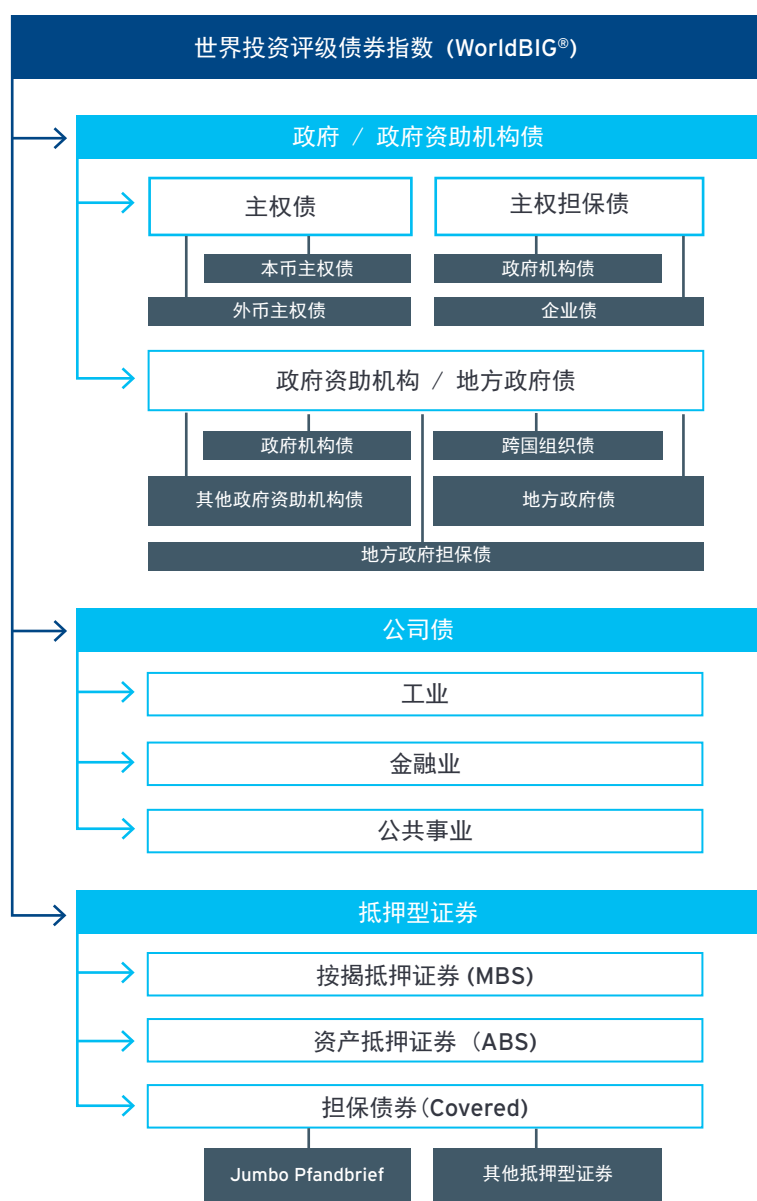 世界投资评级债券指数 (WorldBIG®)
政府 / 政府资助机构债
主权债
主权担保债
本币主权债
政府机构债
外币主权债
企业债
政府资助机构 / 地方政府债
政府机构债
跨国组织债
其他政府资助机构债
地方政府债
地方政府担保债
公司债
工业
金融业
公共事业
抵押型证券
按揭抵押证券 (MBS)
资产抵押证券（ABS)
担保债券(Covered)
Jumbo Pfandbrief
其他抵押型证券